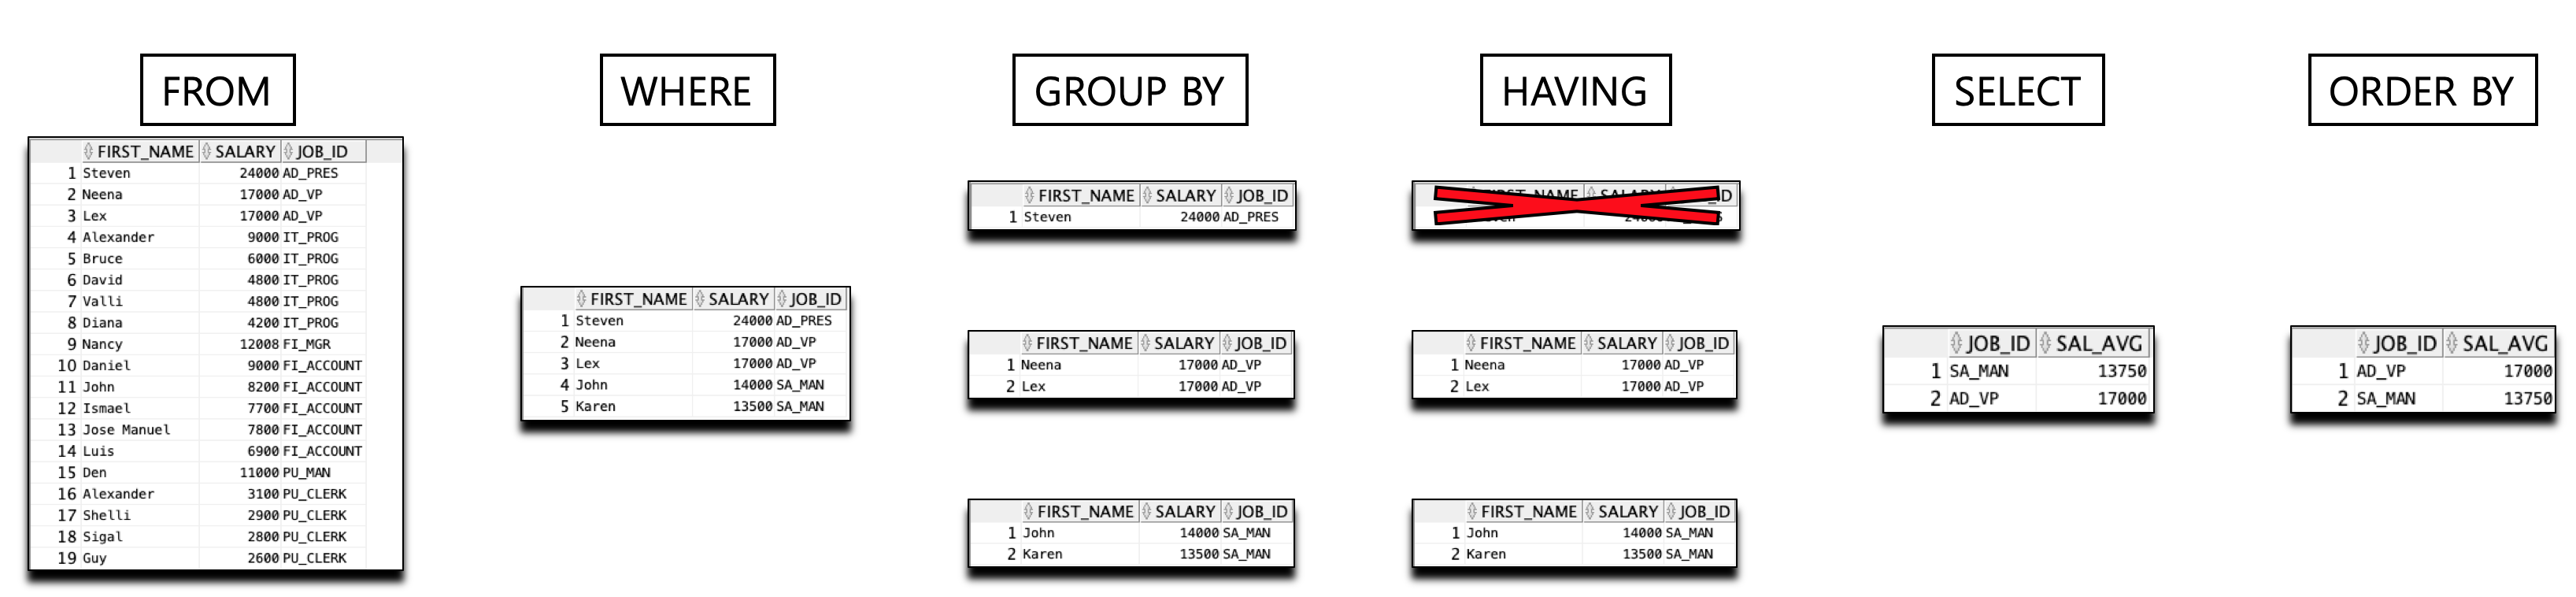 FROM
FIRST_NAME SALARY JOB_ID
1 Steven 24000 AD_PRES
2 Neena 17000 AD_VP
3 Lex 17000 AD_VP
4 Alexander 9000 IT_PROG
5 Bruce 6000 IT_PROG
6 David 4800 IT_PROG
7 Valli 4800 IT_PROG
8 Diana 4200 IT_PROG
9 Nancy 12008 FI_MGR
10 Daniel 9000 FI_ACCOUNT
11 John 8200 FI_ACCOUNT
12 Ismael 7700 FI_ACCOUNT
13 Jose Manuel 7800 FI_ACCOUNT
14 Luis 6900 FI_ACCOUNT
15 Den 11000 PU_MAN
16 Alexander 3100 PU_CLERK
17 Shelli 2900 PU_CLERK
18 Sigal 2800 PU_CLERK
19 Guy 2600 PU_CLERK
WHERE
FIRST_NAME SALARY JOB_ID
1 Steven 24000 AD_PRES
2 Neena 17000 AD_VP
3 Lex 17000 AD_VP
4 John 14000 SA_MAN
5 Karen 13500 SA_MAN
GROUP BY
FIRST_NAME SALARY JOB_ID
1 Steven 24000 AD_PRES
FIRST_NAME SALARY JOB_ID
1 Neena 17000 AD_VP
2 Lex 17000 AD_VP
FIRST_NAME SALARY JOB_ID
1 John 14000 SA_MAN
2 Karen 13500 SA_MAN
HAVING
FIRST_NAME SALARY JOB_ID
1 Neena 17000 AD_VP
2 Lex 17000 AD_VP
FIRST_NAME SALARY JOB_ID
1 John 14000 SA_MAN
2 Karen 13500 SA_MAN
SELECT
JOB_ID SAL_AVG
1 SA_MAN 13750
2 AD_VP 17000
ORDER BY
JOB_ID SAL_AVG
1 AD_VP 17000
2 SA_MAN 13750